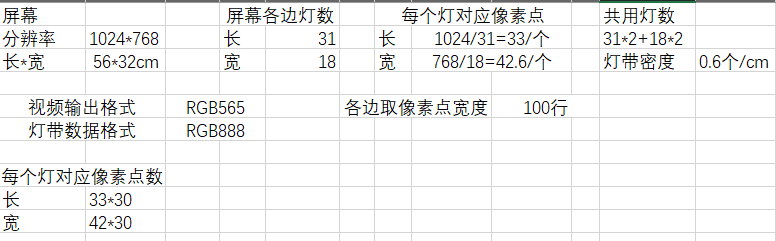 屏幕 屏幕各边灯数 每个灯对应像素点 共用灯数
分辨率 1024*768 长 31 长 1024/31=33/个 31*2+18*2
长*宽 56*32cm 宽 18 宽 768/18=42.6/个 灯带密度 0.6个/cm
视频输出格式 RGB565 各边取像素点宽度 100行
灯带数据格式 RGB888
每个灯对应像素点数
长 33*30
宽 42*30